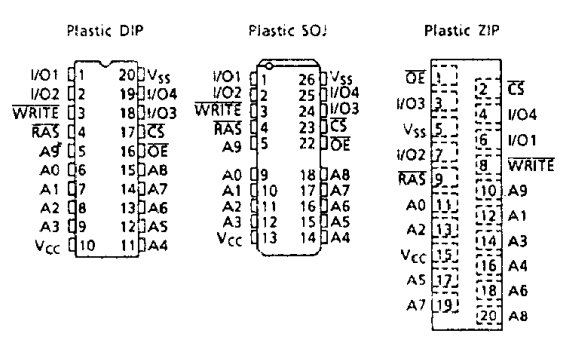 Plastic DIP
I/O1 1 20 VSS
I/O2 2 19 I/O4
WRITE 3 18 I/O3
RAS 4 17 CS
A9 5 16 OE
A0 6 15 A8
A1 7 14 A7
A2 8 13 A6
A3 9 12 A5
VCC 10 11 A4
Plastic SOJ
I/O1 1 26 VSS
I/O2 2 25 I/O4
WRITE 3 24 I/O3
RAS 4 23 CS
A9 5 22 OE
A0 9 18 A8
A1 10 17 A7
A2 11 16 A6
A3 12 15 A5
VCC 13 14 A4
Plastic ZIP
OE 1
2 CS
I/O3 3
4 I/O4
VSS 5
6 I/O1
I/O2 7
8 WRITE
RAS 9
10 A9
A0 11
12 A1
A2 13
14 A3
VCC 15
16 A4
A5 17
18 A6
A7 19
20 A8